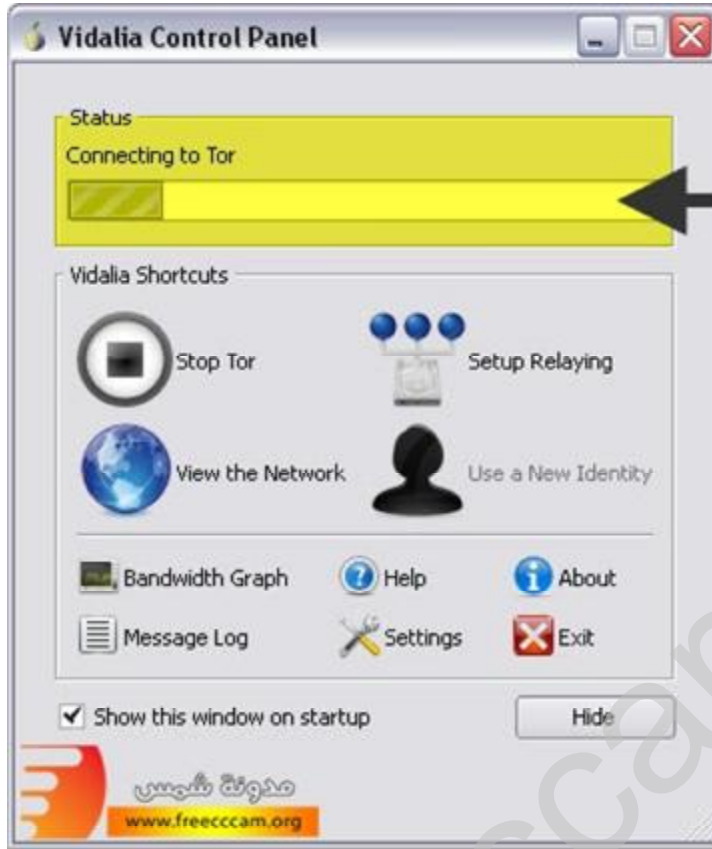 Vidalia Control Panel
Status
Connecting to Tor
Vidalia Shortcuts
Stop Tor
Setup Relaying
View the Network
Use a New Identity
Bandwidth Graph
Help
About
Message Log
Settings
Exit
Show this window on startup
Hide
مدونة شمس
www.freecccam.org